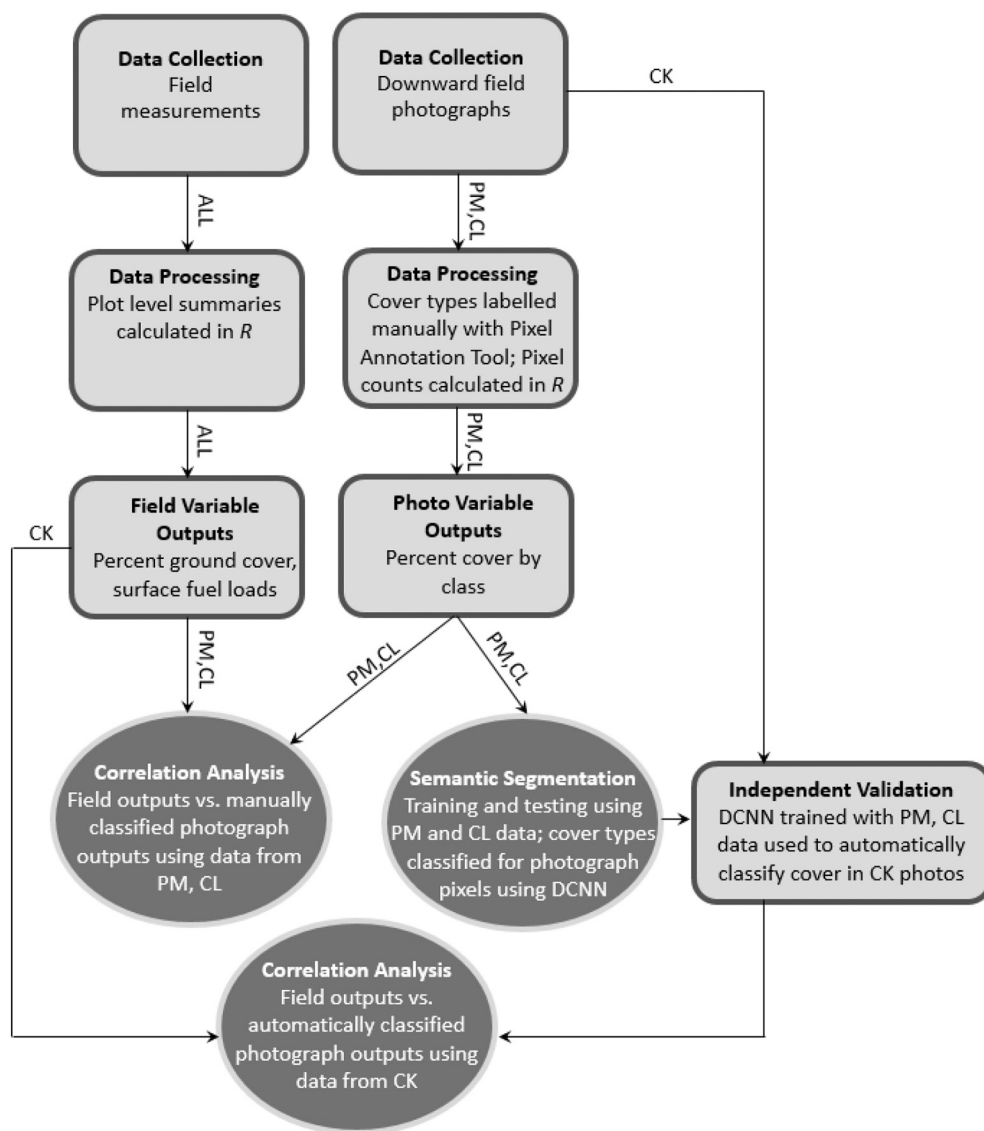 Data Collection
Field
measurements
Data Collection
Downward field
photographs
CK
ALL
PM,CL
Data Processing
Plot level summaries
calculated in R
Data Processing
Cover types labelled
manually with Pixel
Annotation Tool; Pixel
counts calculated in R
ALL
PM,CL
CK
Field Variable
Outputs
Percent ground cover,
surface fuel loads
Photo Variable
Outputs
Percent cover by
class
PM,CL
PM,CL
PM,CL
Correlation Analysis
Field outputs vs. manually
classified photograph
outputs using data from
PM, CL
Semantic Segmentation
Training and testing using
PM and CL data; cover types
classified for photograph
pixels using DCNN
Independent Validation
DCNN trained with PM, CL
data used to automatically
classify cover in CK photos
Correlation Analysis
Field outputs vs.
automatically classified
photograph outputs using
data from CK